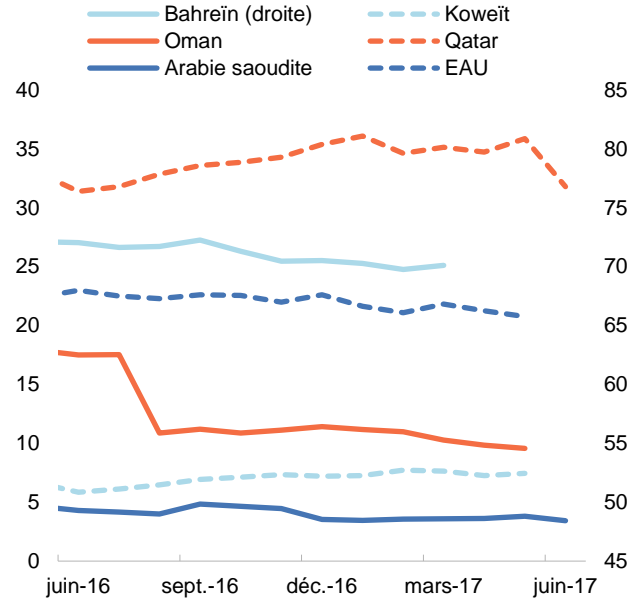 Bahreïn (droite) Koweït
Oman Qatar
Arabie saoudite EAU
40 85
35 80
30 75
25 70
20 65
15 60
10 55
5 50
0 45
juin-16 sept.-16 déc.-16 mars-17 juin-17